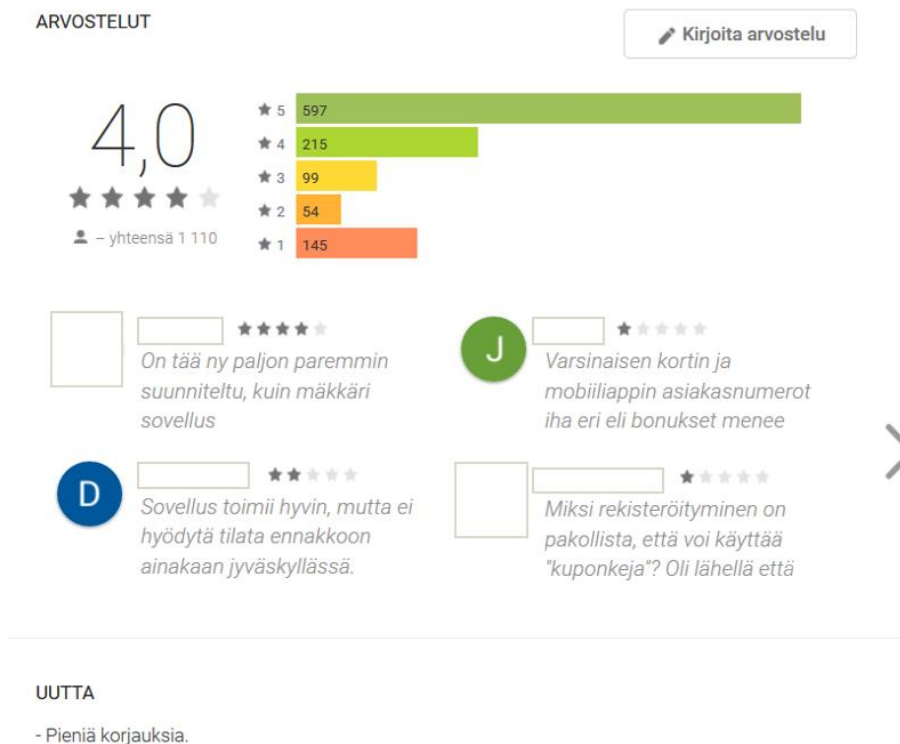 ARVOSTELUT
Kirjoita arvostelu
4,0
– yhteensä 1 110
5 597
4 215
3 99
2 54
1 145
On tää ny paljon paremmin
suunniteltu, kuin mäkkäri
sovellus
J
Varsinaisen kortin ja
mobiiliappin asiakasnumerot
iha eri eli bonukset menee
D
Sovellus toimii hyvin, mutta ei
hyödytä tilata ennakkoon
ainakaan jyväskyllässä.
Miksi rekisteröityminen on
pakollista, että voi käyttää
"kuponkeja"? Oli lähellä että
UUTTA
- Pieniä korjauksia.